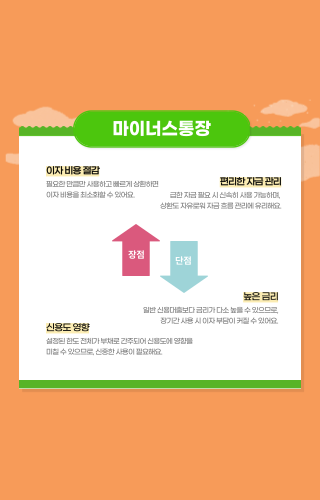 마이너스통장
이자 비용 절감
필요한 만큼만 사용하고 빠르게 상환하면
이자 비용을 최소화할 수 있어요.
편리한 자금 관리
급한 자금 필요 시 신속히 사용 가능하며,
상환도 자유로워 자금 흐름 관리에 유리해요.
장점
단점
높은 금리
일반 신용대출보다 금리가 다소 높을 수 있으므로,
장기간 사용 시 이자 부담이 커질 수 있어요.
신용도 영향
설정된 한도 전체가 부채로 간주되어 신용도에 영향을
미칠 수 있으므로, 신중한 사용이 필요해요.